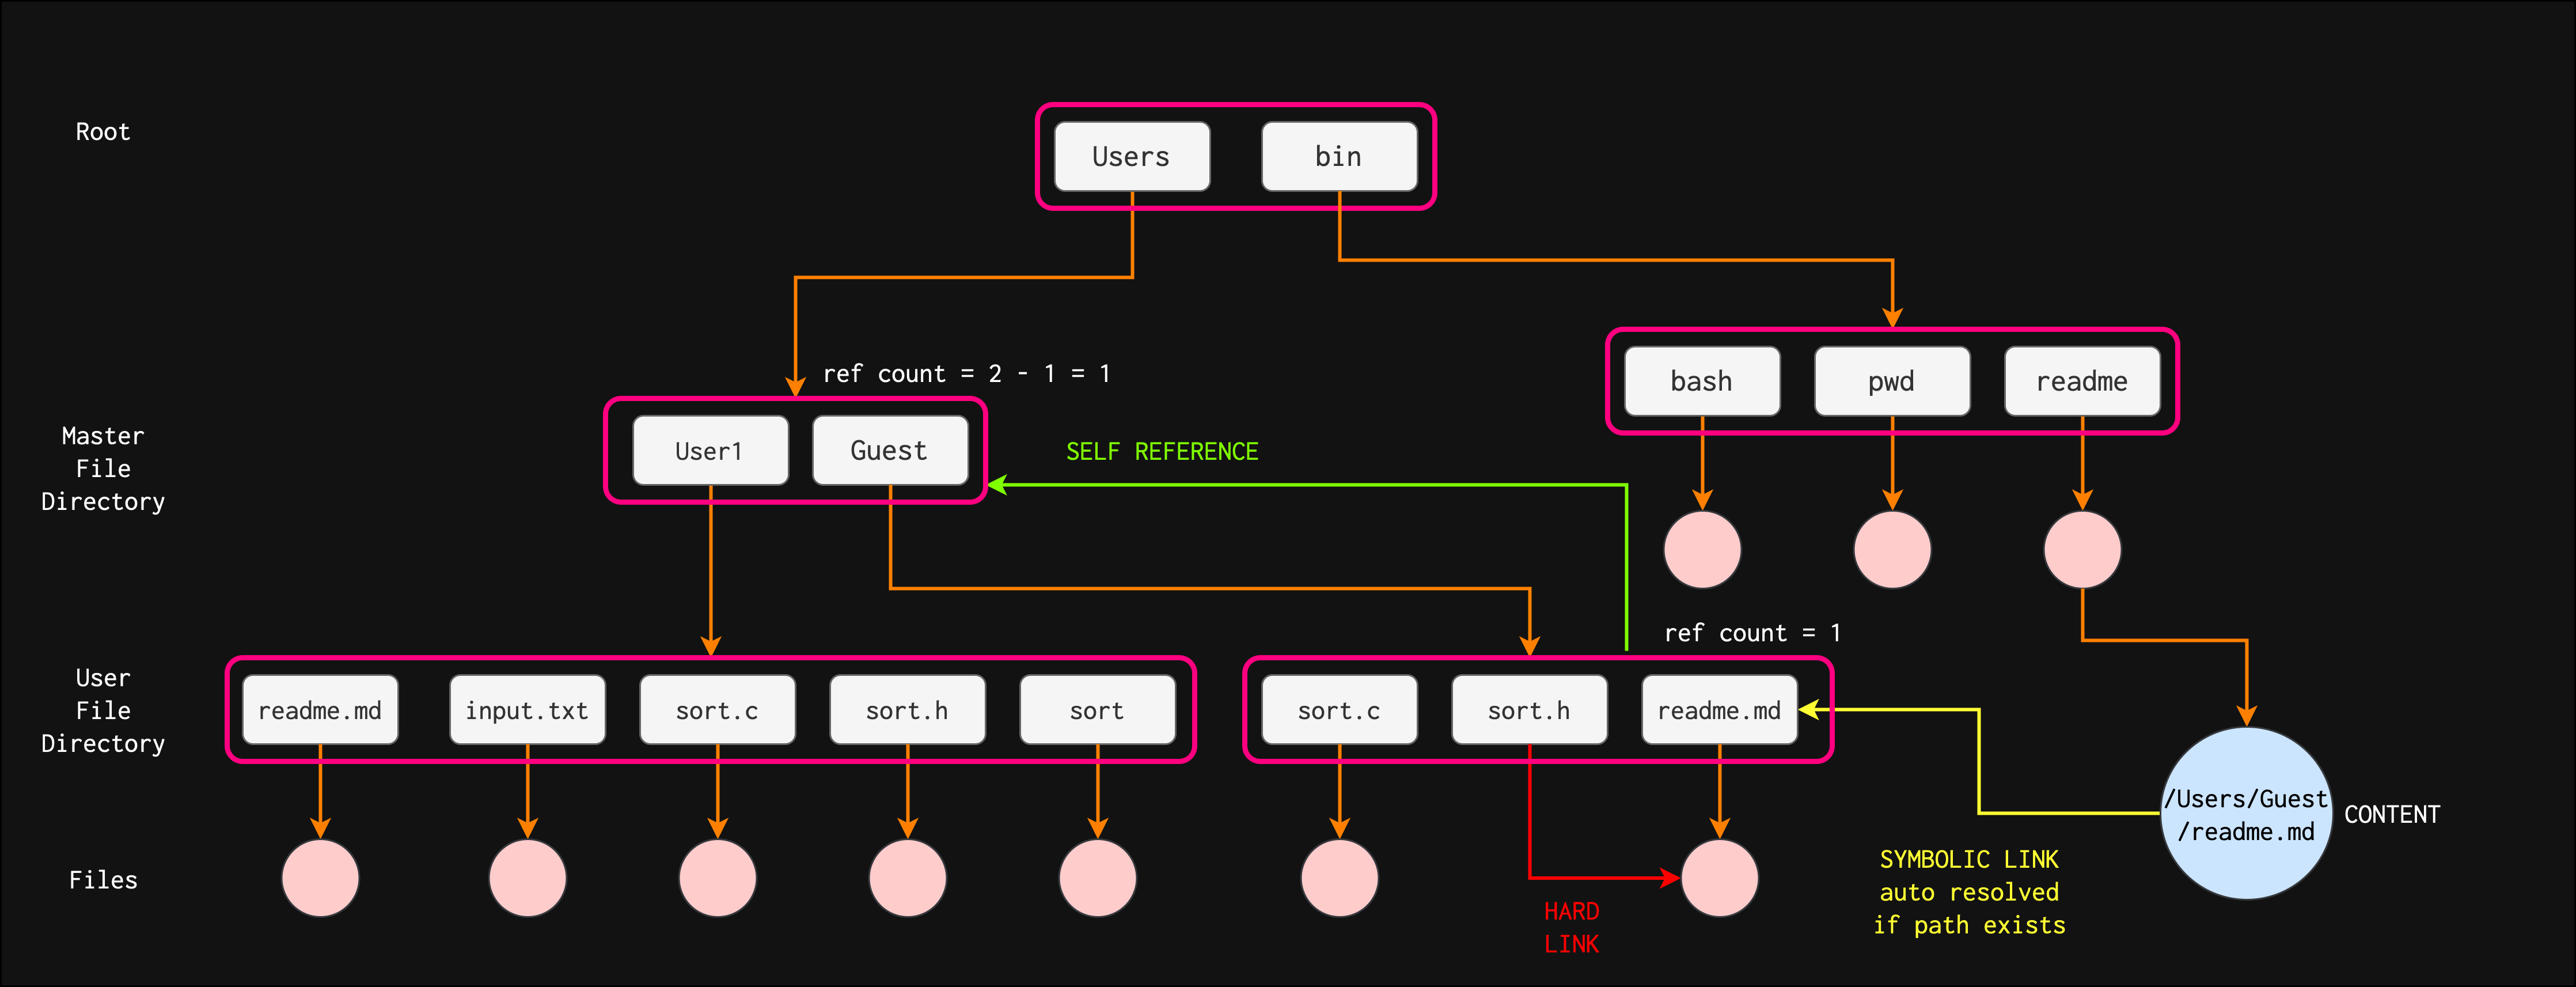 Root
Users
bin
ref count = 2 - 1 = 1
bash
pwd
readme
Master
File
Directory
User1
Guest
SELF REFERENCE
ref count = 1
User
File
Directory
readme.md
input.txt
sort.c
sort.h
sort
sort.c
sort.h
readme.md
/Users/Guest
/readme.md
CONTENT
Files
HARD
LINK
SYMBOLIC LINK
auto resolved
if path exists